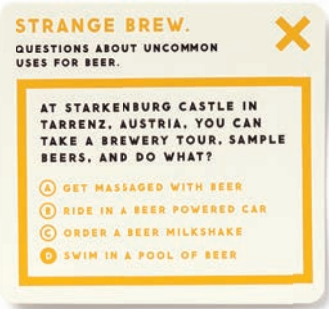 STRANGE BREW.
QUESTIONS ABOUT UNCOMMON
USES FOR BEER.
AT STARKENBURG CASTLE IN
TARRENZ, AUSTRIA, YOU CAN
TAKE A BREWERY TOUR, SAMPLE
BEERS, AND DO WHAT?
A GET MASSAGED WITH BEER
B RIDE IN A BEER POWERED CAR
C ORDER A BEER MILKSHAKE
D SWIM IN A POOL OF BEER